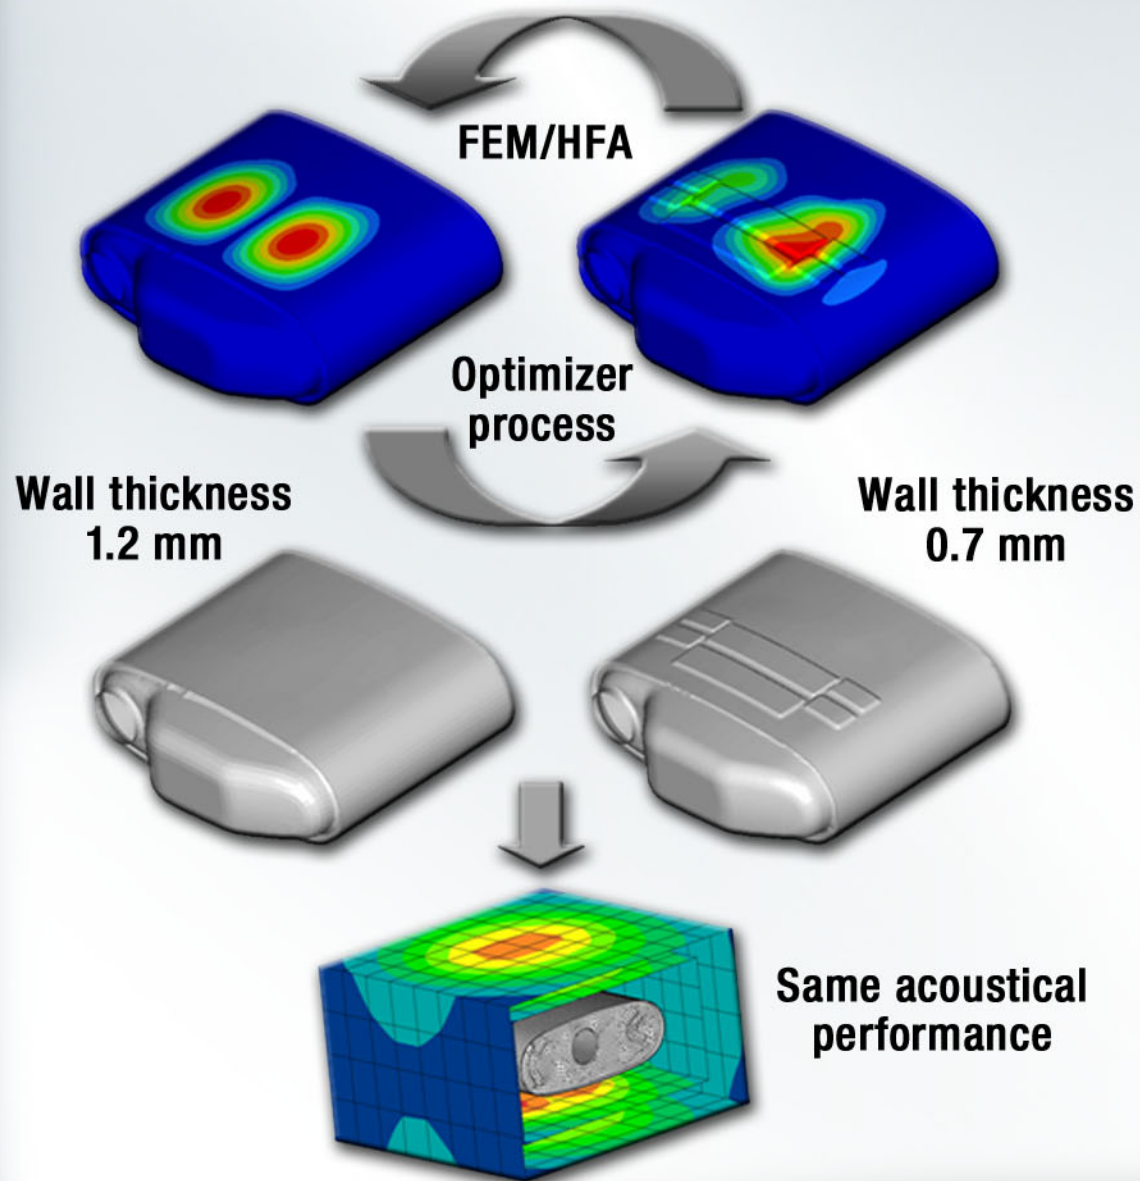 FEM/HFA
Optimizer
process
Wall thickness
1.2 mm
Wall thickness
0.7 mm
Same acoustical
performance